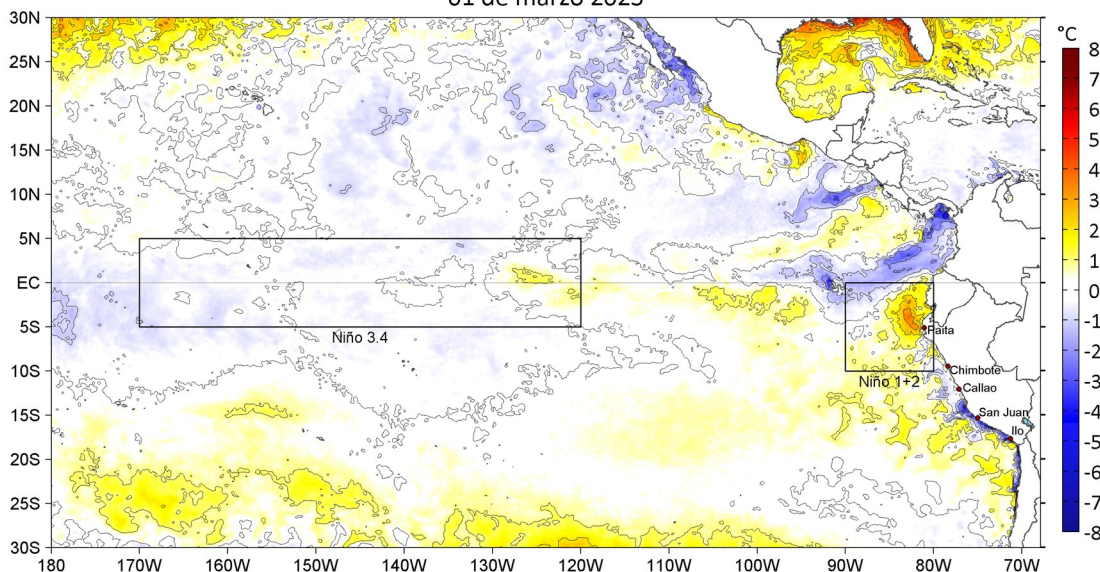 01 de marzo 2023
30N
25N
20N
15N
10N
5N
EC
5S
10S
15S
20S
25S
30S
180 170W 160W 150W 140W 130W 120W 110W 100W 90W 80W 70W
Niño 3.4
Niño 1+2
Paita
Chimbote
Callao
San Juan
Ilo
°C
8
7
6
5
4
3
2
1
0
-1
-2
-3
-4
-5
-6
-7
-8